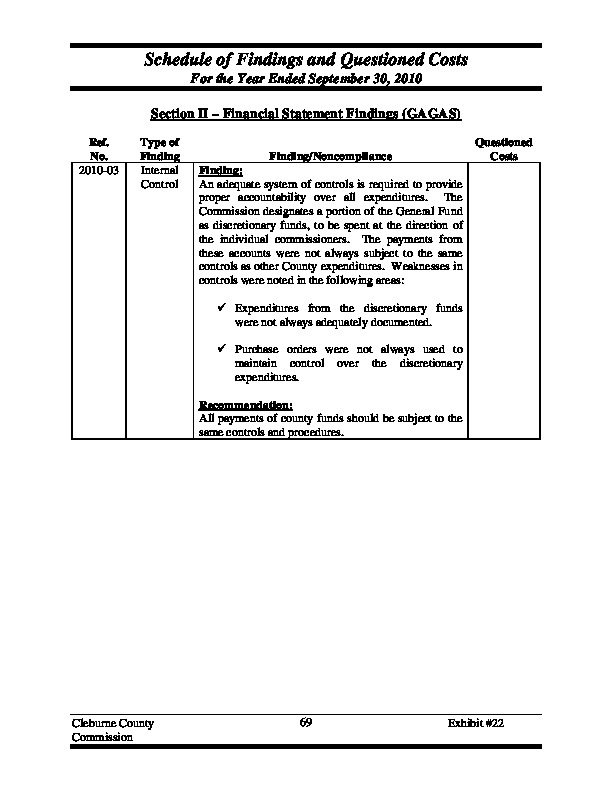 Schedule of Findings and Questioned Costs
For the Year Ended September 30, 2010
Section II – Financial Statement Findings (GAGAS)
Ref. Type of Questioned
No. Finding Finding/Noncompliance Costs
2010-03 Internal Finding:
Control An adequate system of controls is required to provide
proper accountability over all expenditures. The
Commission designates a portion of the General Fund
as discretionary funds, to be spent at the direction of
the individual commissioners. The payments from
these accounts were not always subject to the same
controls as other County expenditures. Weaknesses in
controls were noted in the following areas:
✓ Expenditures from the discretionary funds
were not always adequately documented.
✓ Purchase orders were not always used to
maintain control over the discretionary
expenditures.
Recommendation:
All payments of county funds should be subject to the
same controls and procedures.
Cleburne County 69 Exhibit #22
Commission